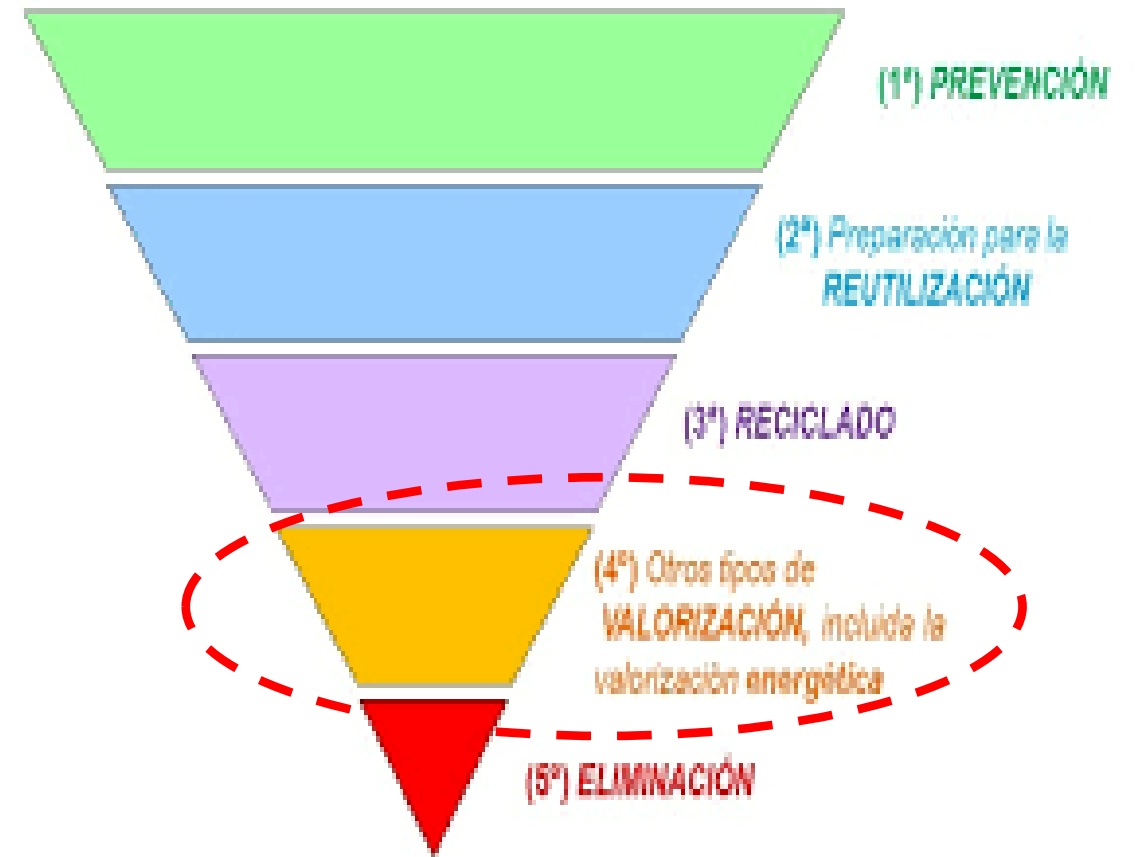 (1º) PREVENCIÓN
(2º) Preparación para la
REUTILIZACIÓN
(3º) RECICLADO
(4º) Otros tipos de
VALORIZACIÓN, incluida la
valorización energética
(5º) ELIMINACIÓN